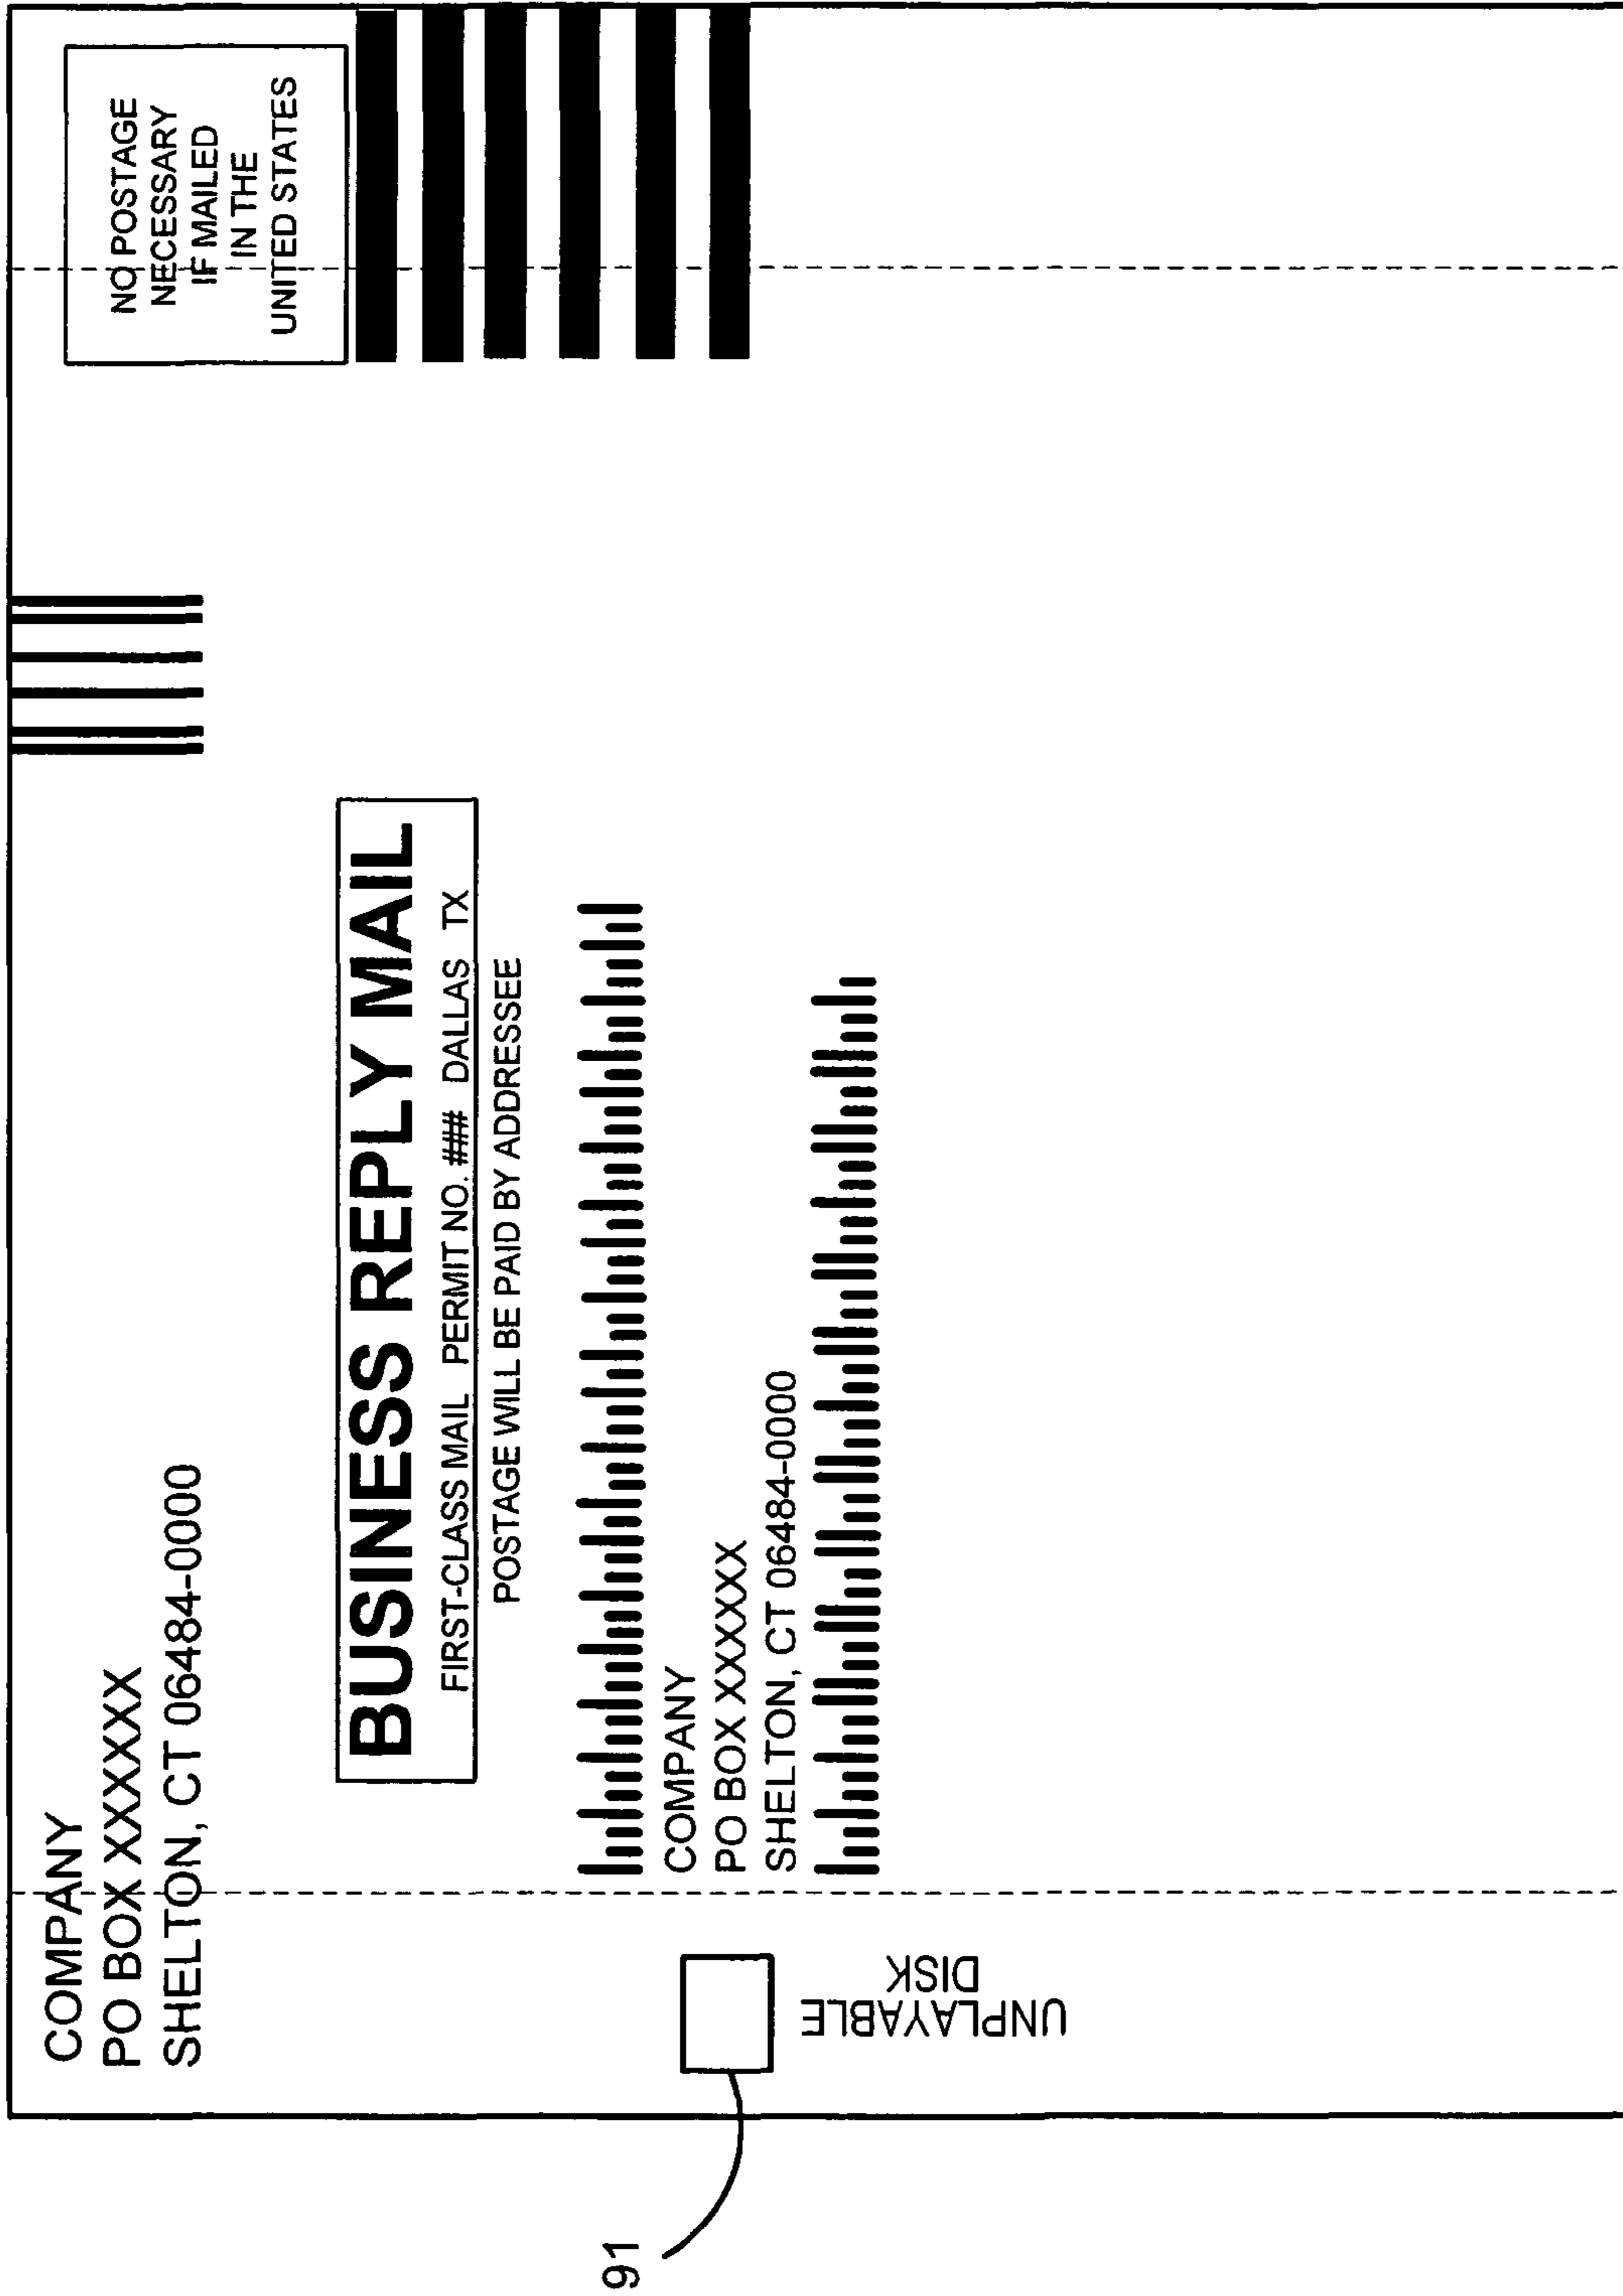 COMPANY
PO BOX XXXXXX
SHELTON, CT 06484-0000
NO POSTAGE
NECESSARY
IF MAILED
IN THE
UNITED STATES
BUSINESS REPLY MAIL
FIRST-CLASS MAIL PERMIT NO. ### DALLAS TX
POSTAGE WILL BE PAID BY ADDRESSEE
COMPANY
PO BOX XXXXXX
SHELTON, CT 06484-0000
UNPLAYABLE
DISK
91